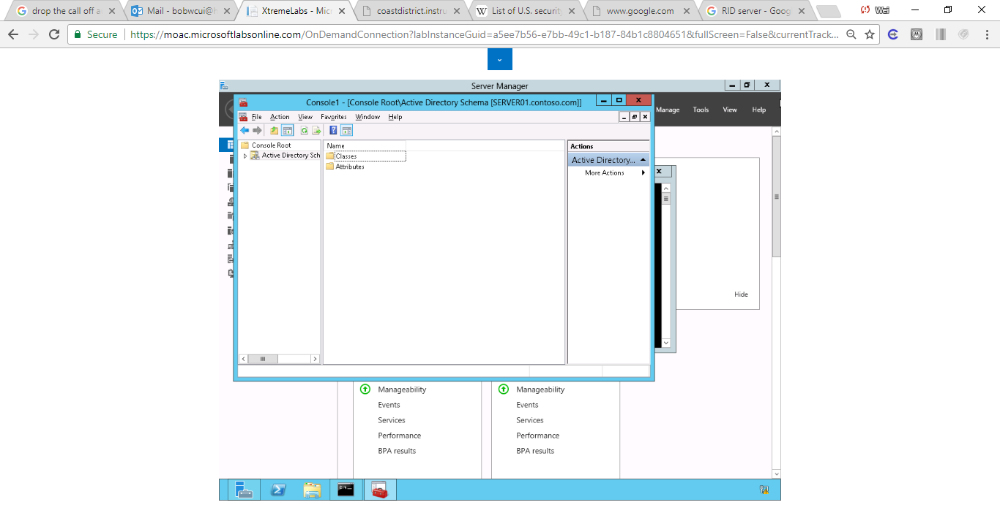 drop the call off a
Mail - bobwcui@h
XtremeLabs - Mic
coastdistrict.instru
List of U.S. securit
www.google.com
RID server - Goog
Wei
Secure
https://moac.microsoftlabsonline.com/OnDemandConnection?labInstanceGuid=a5ee7b56-e7bb-49c1-b187-84b1c8804651&fullScreen=False&currentTrack...
Server Manager
Console1 - [Console Root\Active Directory Schema [SERVER01.contoso.com]]
Manage Tools View Help
File Action View Favorites Window Help
Console Root
Active Directory Sch
Name
Classes
Attributes
Actions
Active Directory...
More Actions
Hide
Manageability
Events
Services
Performance
BPA results
Manageability
Events
Services
Performance
BPA results